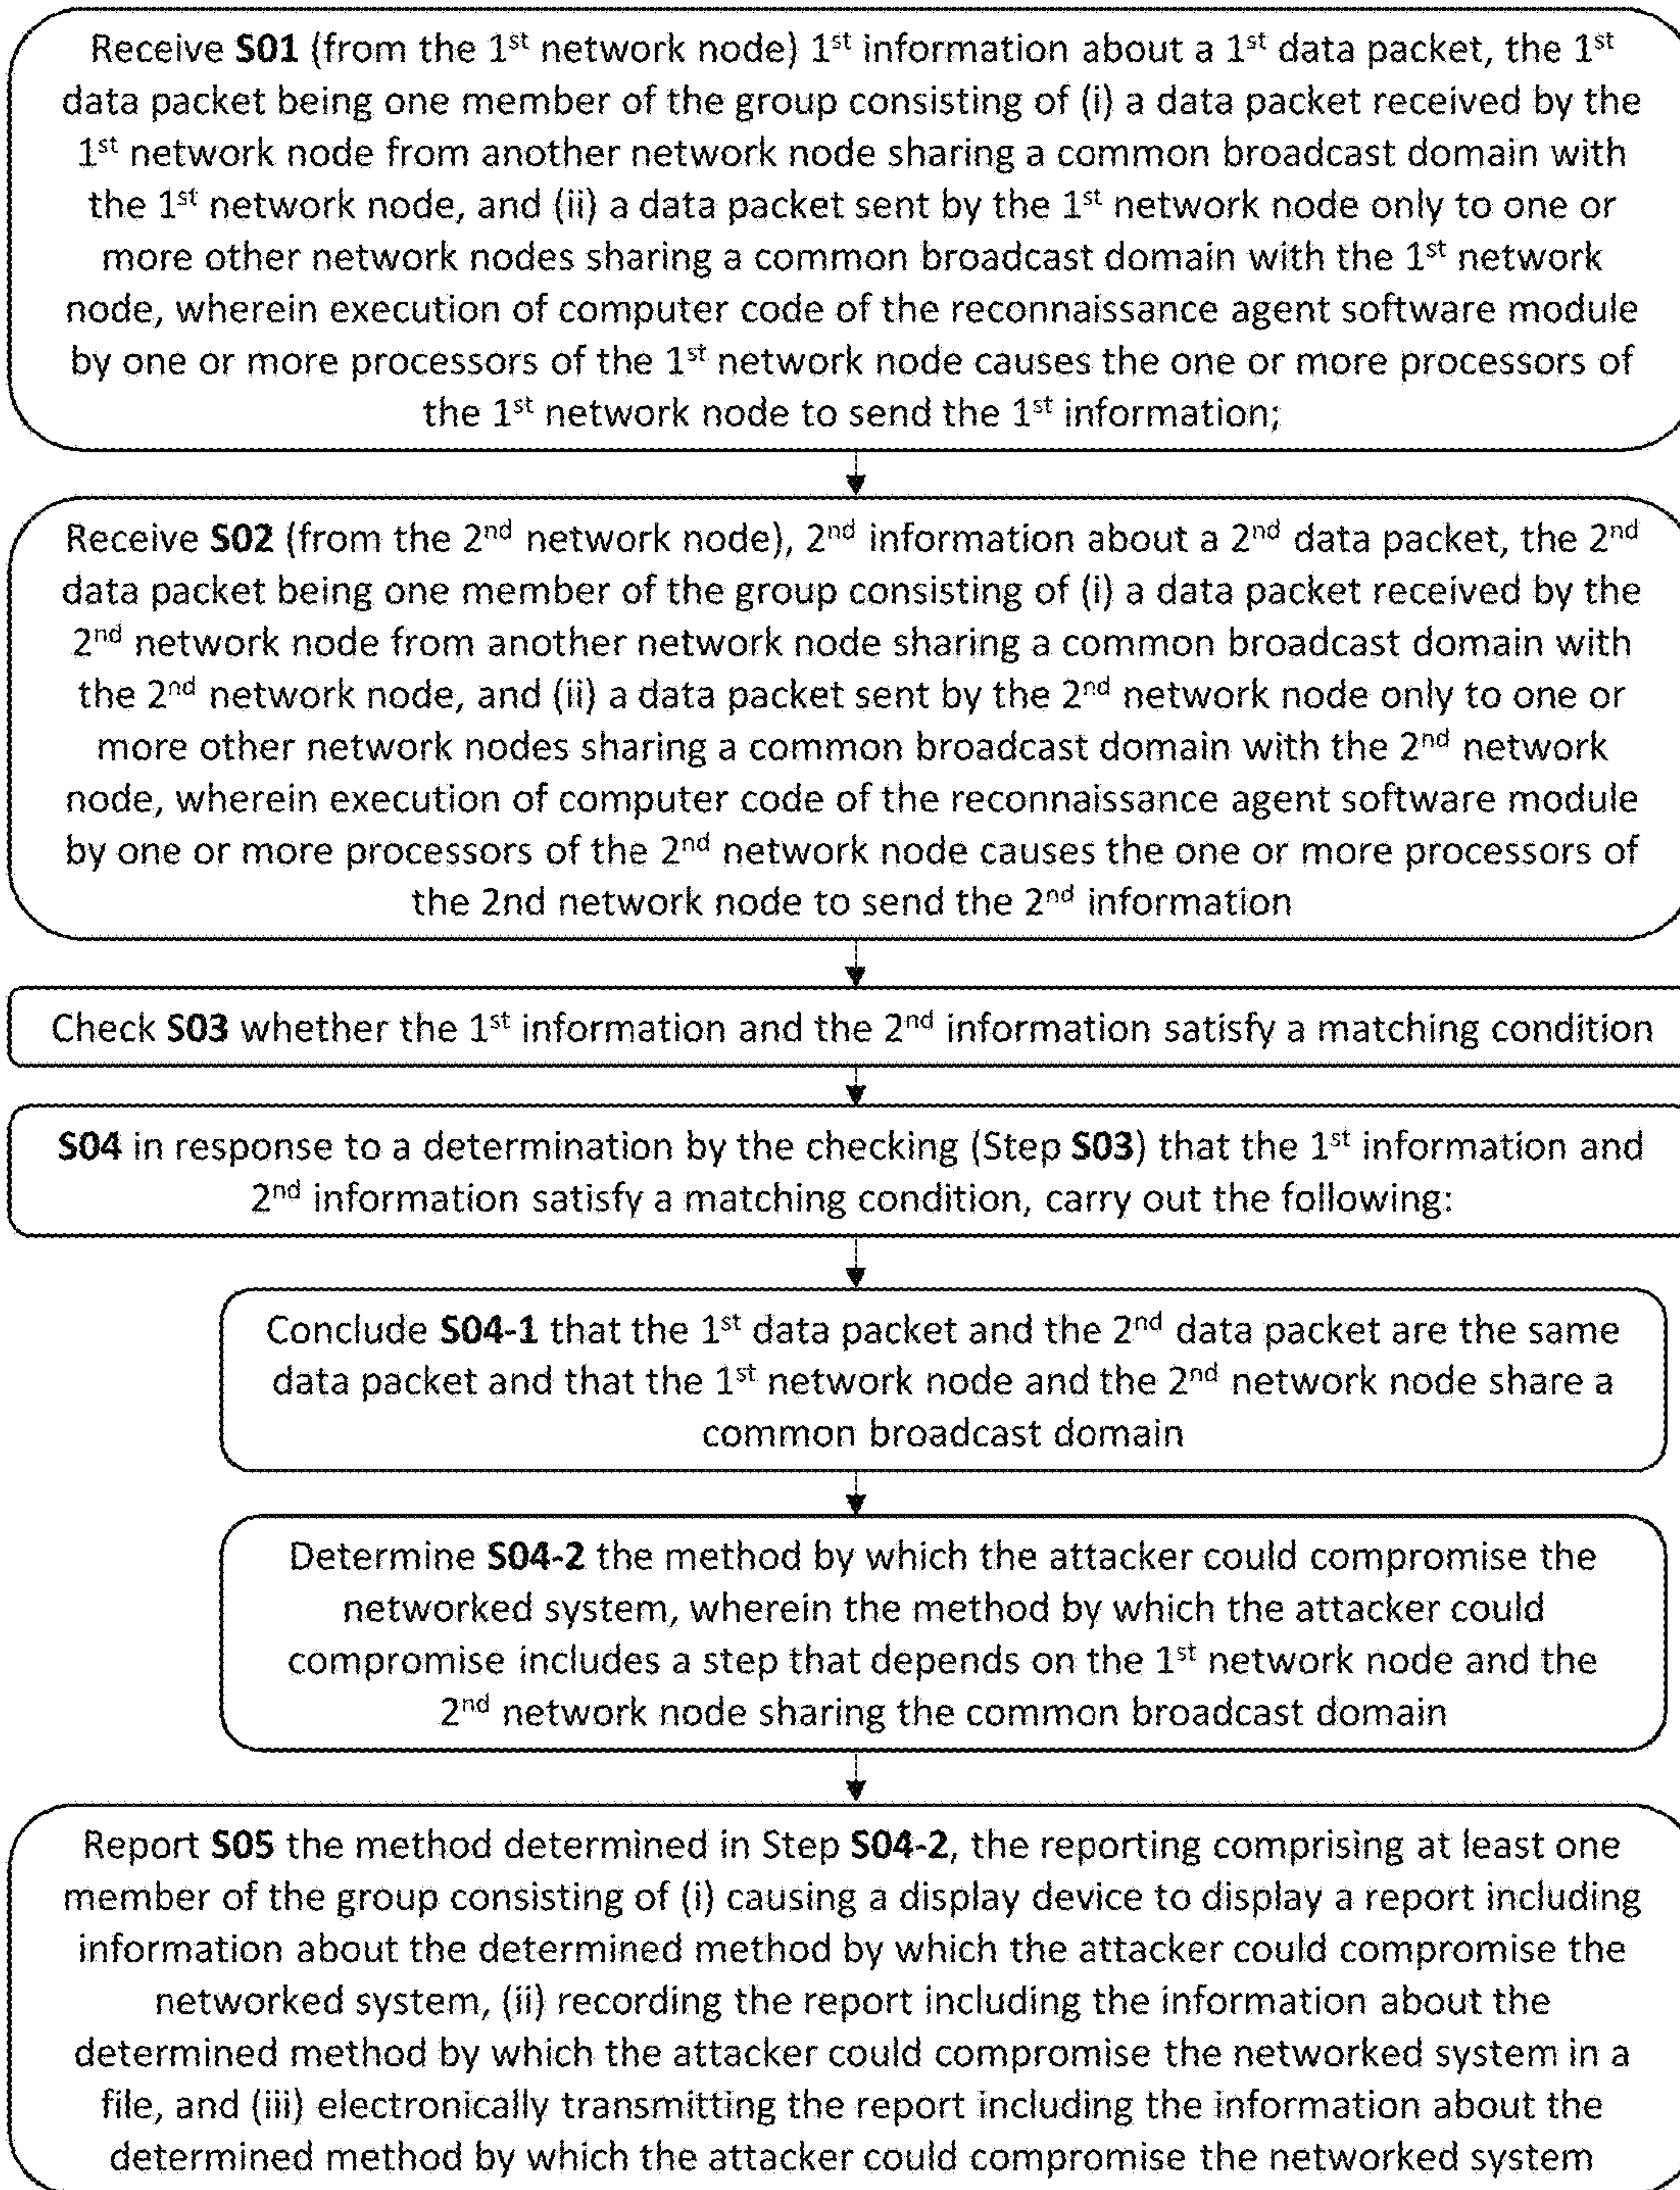 Receive S01 (from the 1st network node) 1st information about a 1st data packet, the 1st
data packet being one member of the group consisting of (i) a data packet received by the
1st network node from another network node sharing a common broadcast domain with
the 1st network node, and (ii) a data packet sent by the 1st network node only to one or
more other network nodes sharing a common broadcast domain with the 1st network
node, wherein execution of computer code of the reconnaissance agent software module
by one or more processors of the 1st network node causes the one or more processors of
the 1st network node to send the 1st information;
Receive S02 (from the 2nd network node), 2nd information about a 2nd data packet, the 2nd
data packet being one member of the group consisting of (i) a data packet received by the
2nd network node from another network node sharing a common broadcast domain with
the 2nd network node, and (ii) a data packet sent by the 2nd network node only to one or
more other network nodes sharing a common broadcast domain with the 2nd network
node, wherein execution of computer code of the reconnaissance agent software module
by one or more processors of the 2nd network node causes the one or more processors of
the 2nd network node to send the 2nd information
Check S03 whether the 1st information and the 2nd information satisfy a matching condition
S04 in response to a determination by the checking (Step S03) that the 1st information and
2nd information satisfy a matching condition, carry out the following:
Conclude S04-1 that the 1st data packet and the 2nd data packet are the same
data packet and that the 1st network node and the 2nd network node share a
common broadcast domain
Determine S04-2 the method by which the attacker could compromise the
networked system, wherein the method by which the attacker could
compromise includes a step that depends on the 1st network node and the
2nd network node sharing the common broadcast domain
Report S05 the method determined in Step S04-2, the reporting comprising at least one
member of the group consisting of (i) causing a display device to display a report including
information about the determined method by which the attacker could compromise the
networked system, (ii) recording the report including the information about the
determined method by which the attacker could compromise the networked system in a
file, and (iii) electronically transmitting the report including the information about the
determined method by which the attacker could compromise the networked system